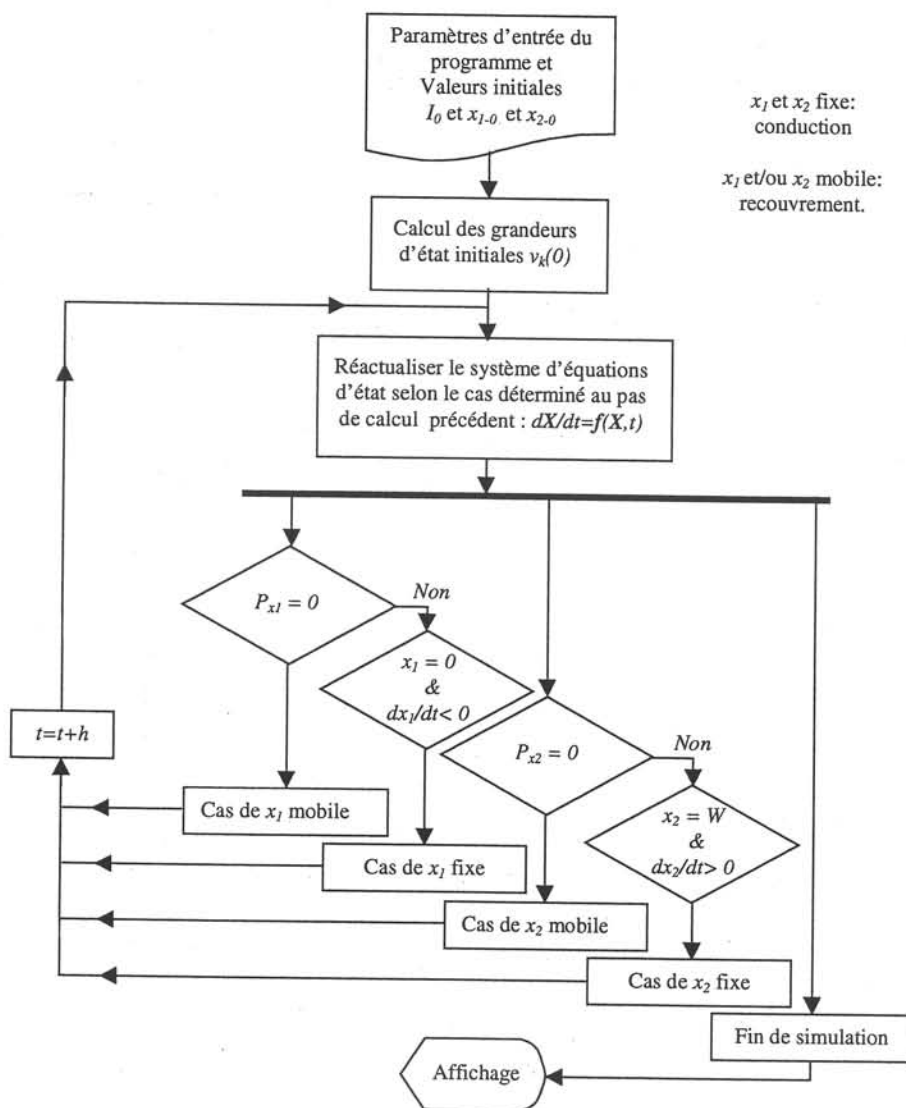 Paramètres d'entrée du
programme et
Valeurs initiales
I₀ et x₁₋₀ et x₂₋₀
x₁ et x₂ fixe:
conduction
x₁ et/ou x₂ mobile:
recouvrement.
Calcul des grandeurs
d'état initiales vₖ(0)
Réactualiser le système d'équations
d'état selon le cas déterminé au pas
de calcul précédent : dX/dt=f(X,t)
Pₓ₁ = 0
Non
x₁ = 0
&
dx₁/dt< 0
t=t+h
Pₓ₂ = 0
Non
Cas de x₁ mobile
x₂ = W
&
dx₂/dt> 0
Cas de x₁ fixe
Cas de x₂ mobile
Cas de x₂ fixe
Fin de simulation
Affichage